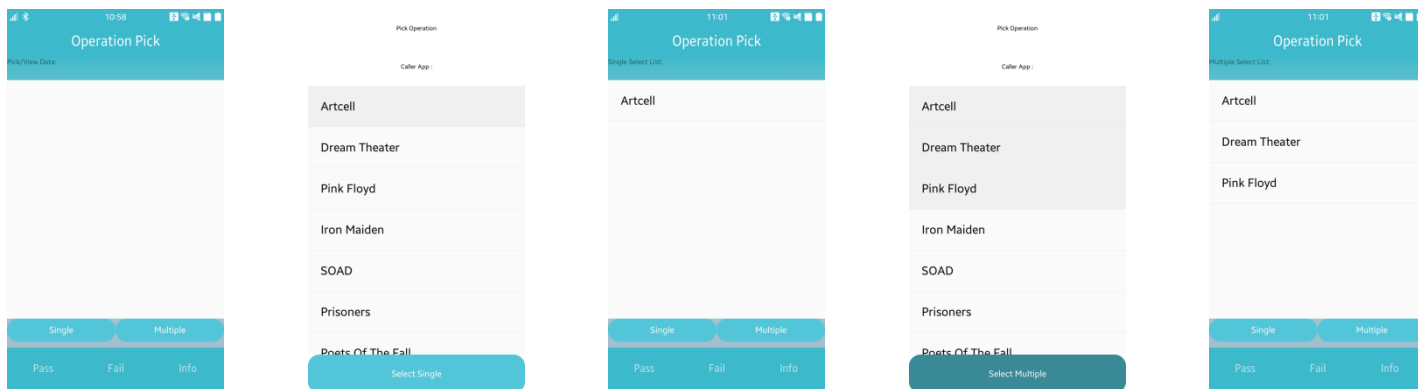 10:58
Operation Pick
Pick/View Data:
Single Multiple
Pass Fail Info
Pick Operation
Caller App :
Artcell
Dream Theater
Pink Floyd
Iron Maiden
SOAD
Prisoners
Poets Of The Fall
Select Single
11:01
Operation Pick
Single Select List:
Artcell
Single Multiple
Pass Fail Info
Pick Operation
Caller App :
Artcell
Dream Theater
Pink Floyd
Iron Maiden
SOAD
Prisoners
Poets Of The Fall
Select Multiple
11:01
Operation Pick
Multiple Select List:
Artcell
Dream Theater
Pink Floyd
Single Multiple
Pass Fail Info